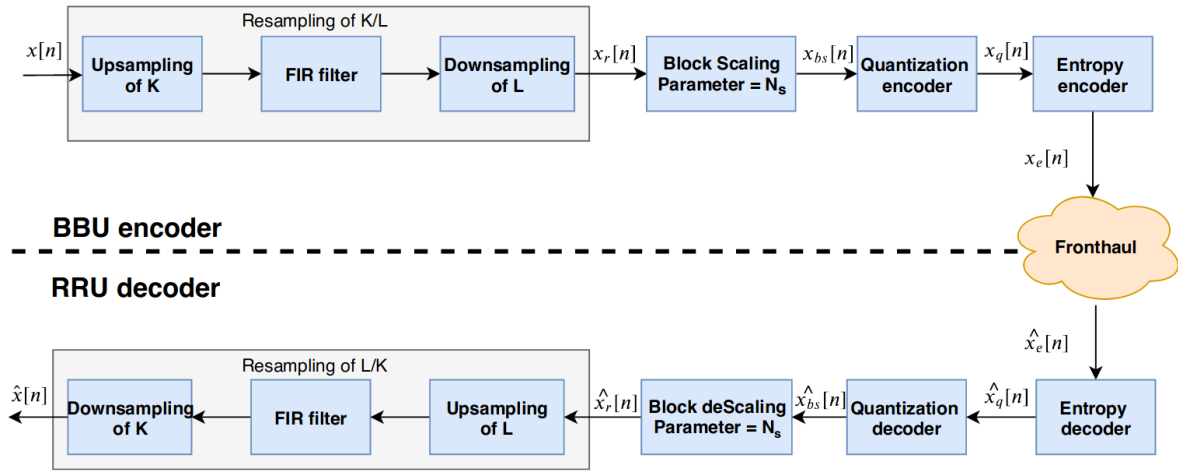 Resampling of K/L
x[n]
Upsampling
of K
FIR filter
Downsampling
of L
x_r[n]
Block Scaling
Parameter = N_s
x_bs[n]
Quantization
encoder
x_q[n]
Entropy
encoder
x_e[n]
BBU encoder
Fronthaul
RRU decoder
x̂_e[n]
Resampling of L/K
x̂[n]
Downsampling
of K
FIR filter
Upsampling
of L
x̂_r[n]
Block deScaling
Parameter = N_s
x̂_bs[n]
Quantization
decoder
x̂_q[n]
Entropy
decoder